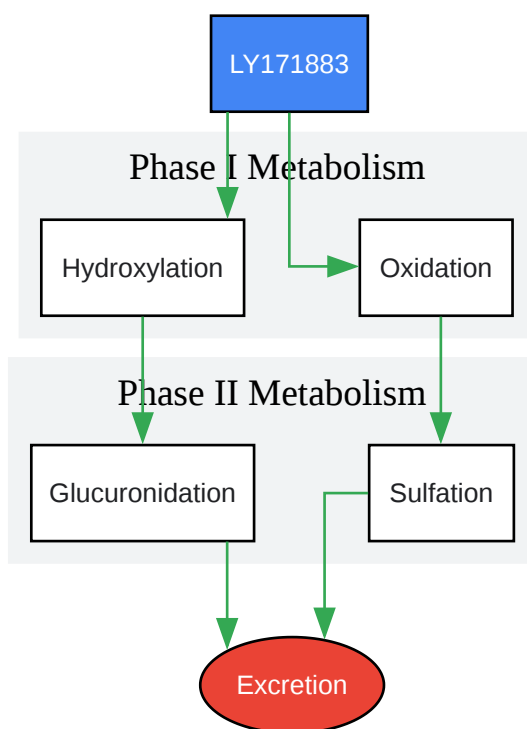 LY171883
Phase I Metabolism
Hydroxylation
Oxidation
Phase II Metabolism
Glucuronidation
Sulfation
Excretion